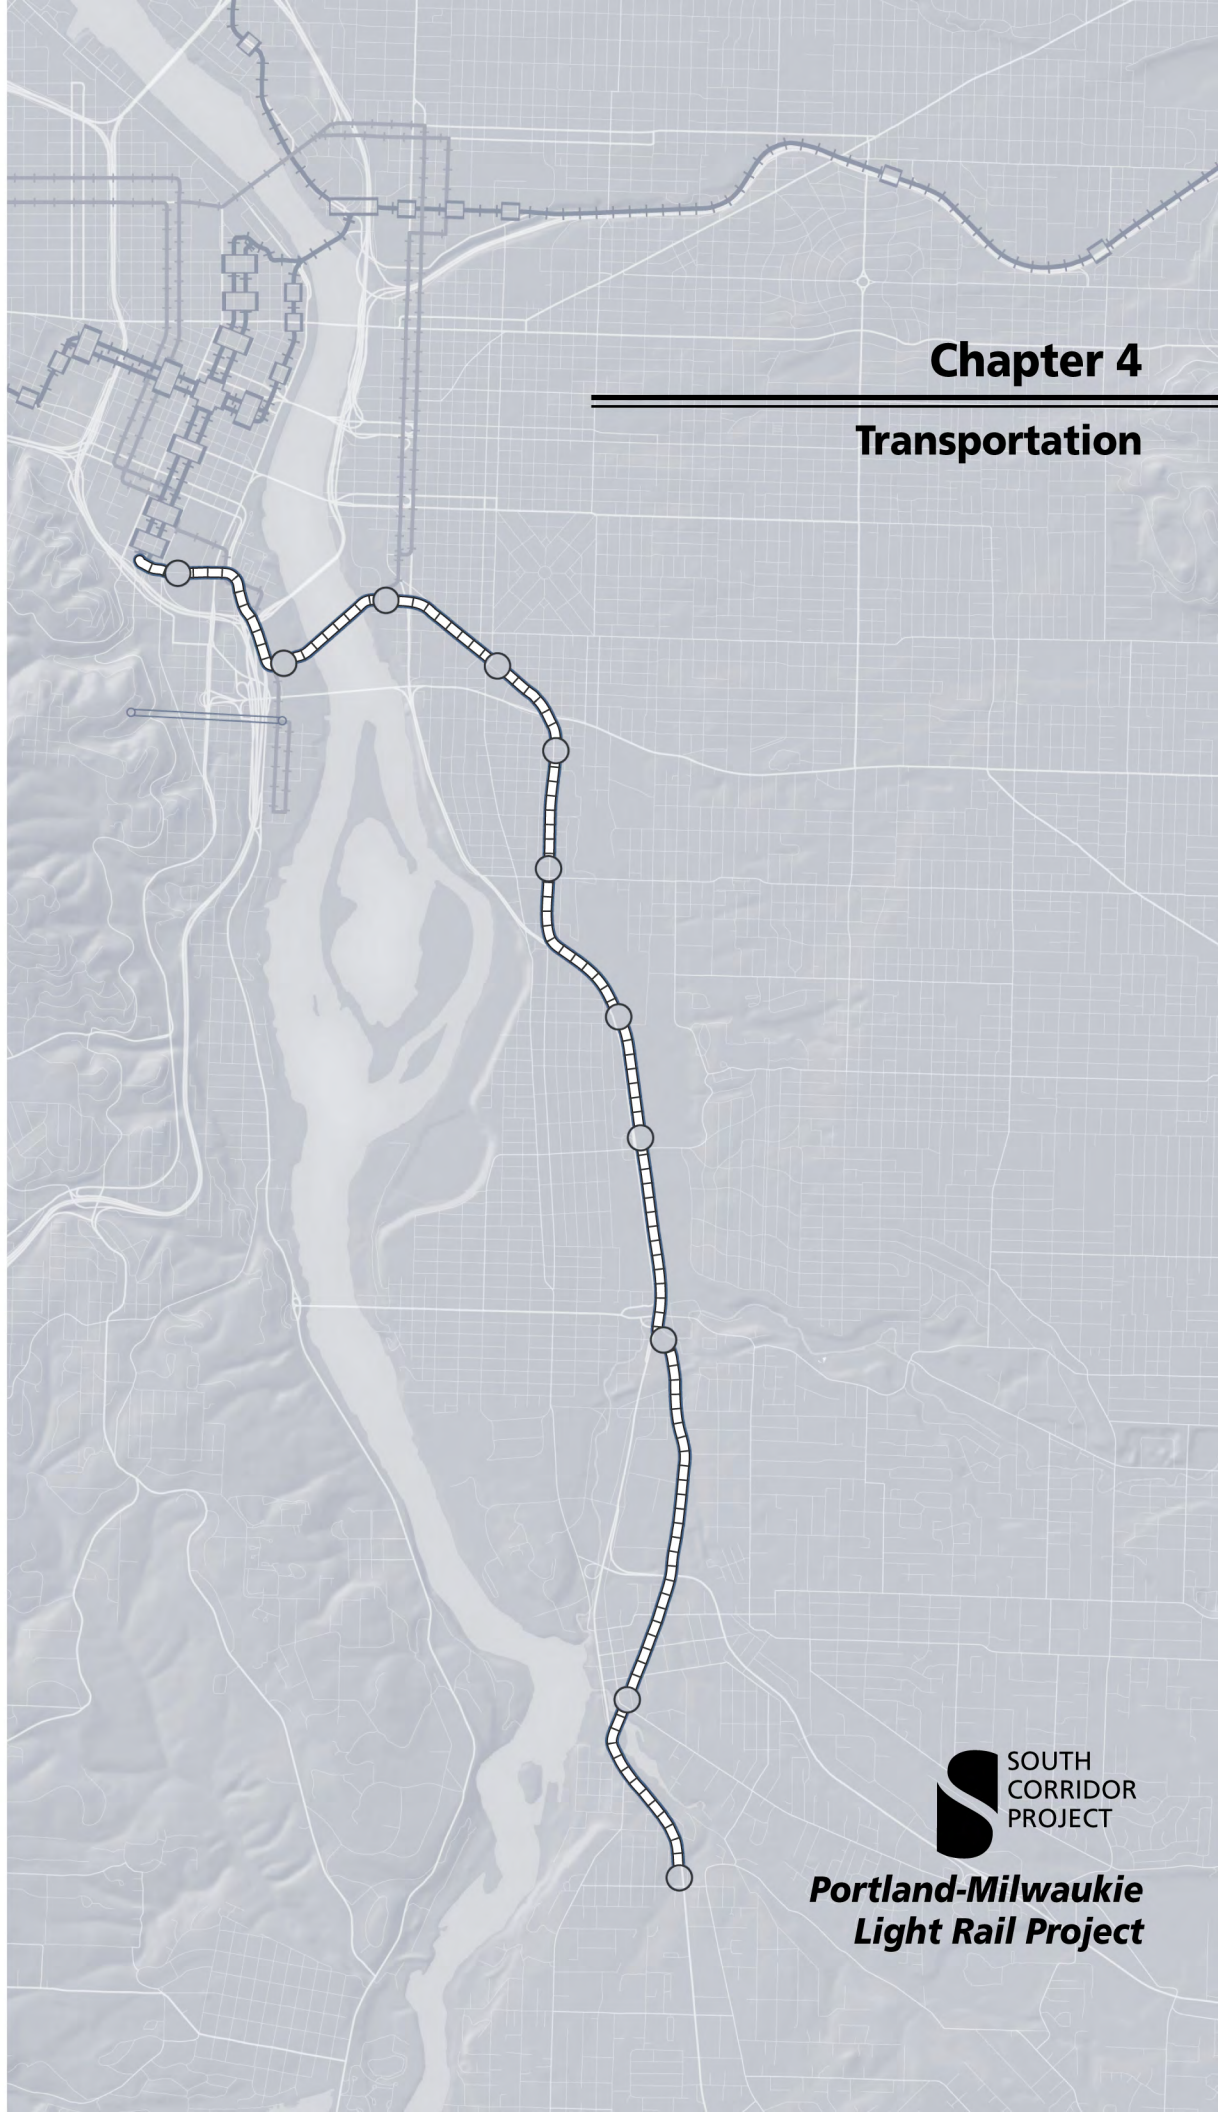 Chapter 4
Transportation
SOUTH
CORRIDOR
PROJECT
Portland-Milwaukie
Light Rail Project